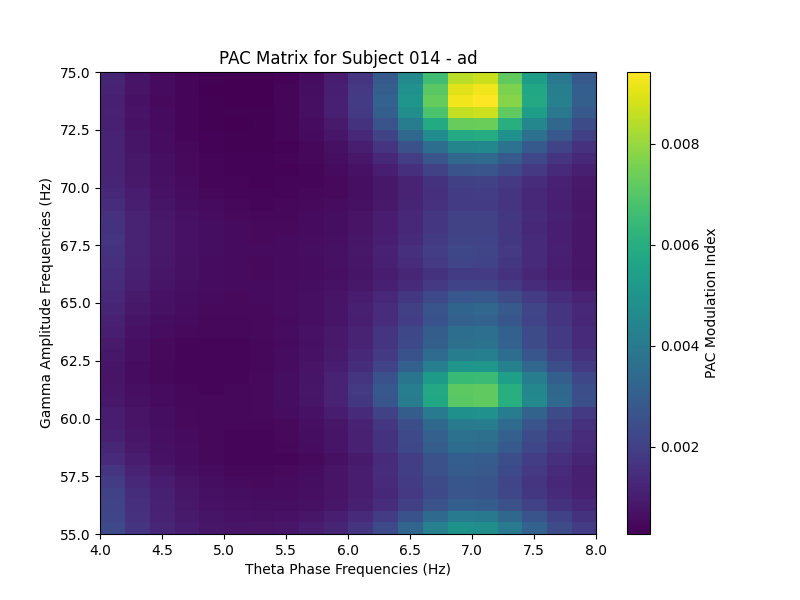 PAC Matrix for Subject 014 - ad
75.0
72.5
70.0
67.5
65.0
62.5
60.0
57.5
55.0
Gamma Amplitude Frequencies (Hz)
4.0 4.5 5.0 5.5 6.0 6.5 7.0 7.5 8.0
Theta Phase Frequencies (Hz)
0.008
0.006
0.004
0.002
PAC Modulation Index